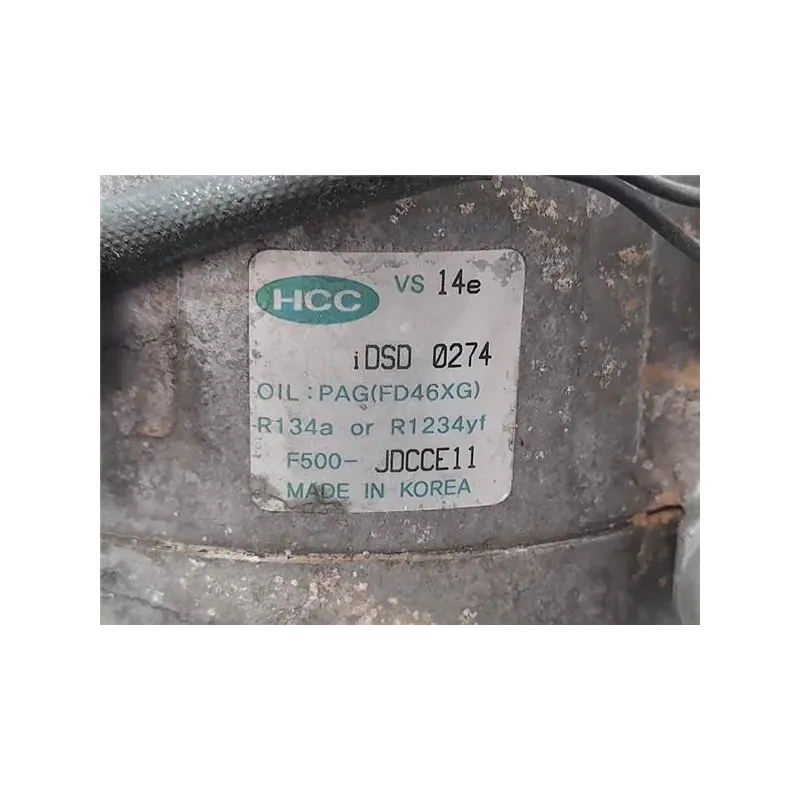 HCC VS 14e
iDSD 0274
OIL : PAG(FD46XG)
R134a or R1234yf
F500- JDCCE11
MADE IN KOREA